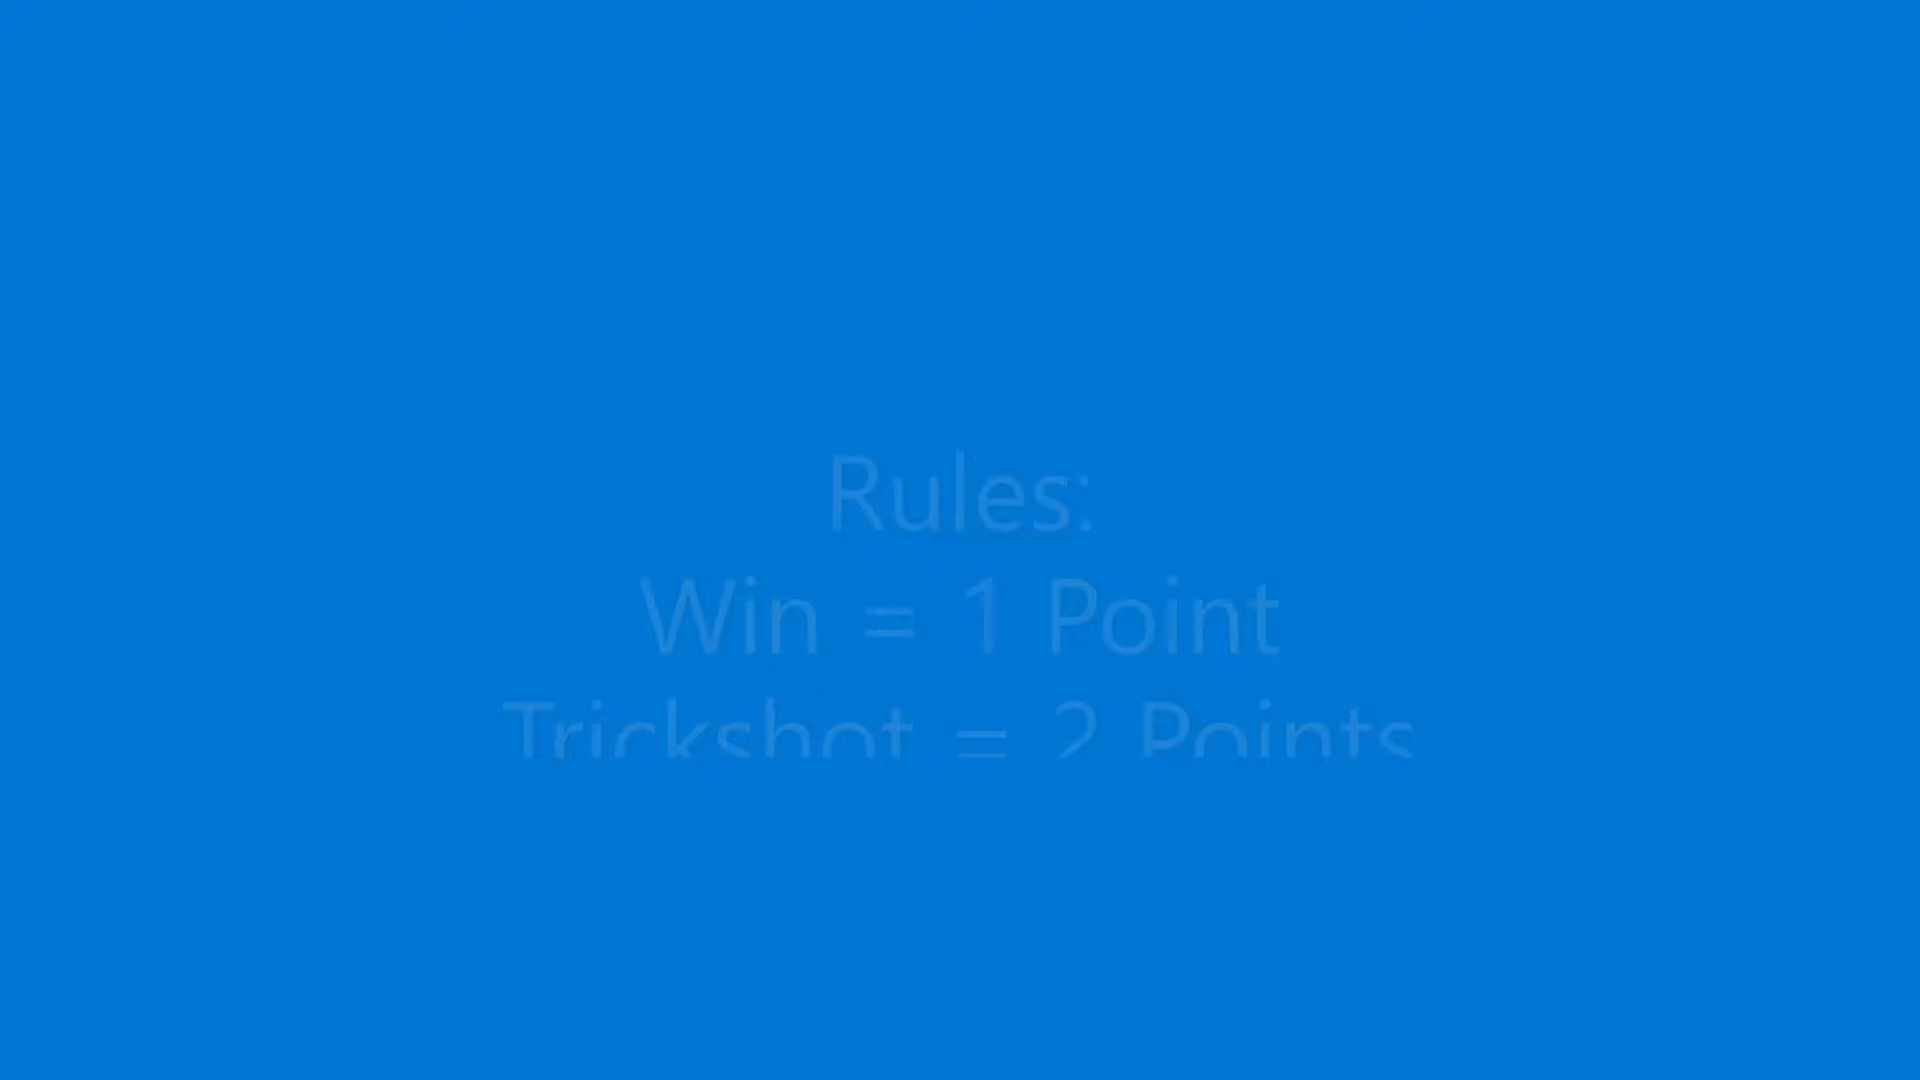 Rules:
Win = 1 Point
Trickshot = 2 Points